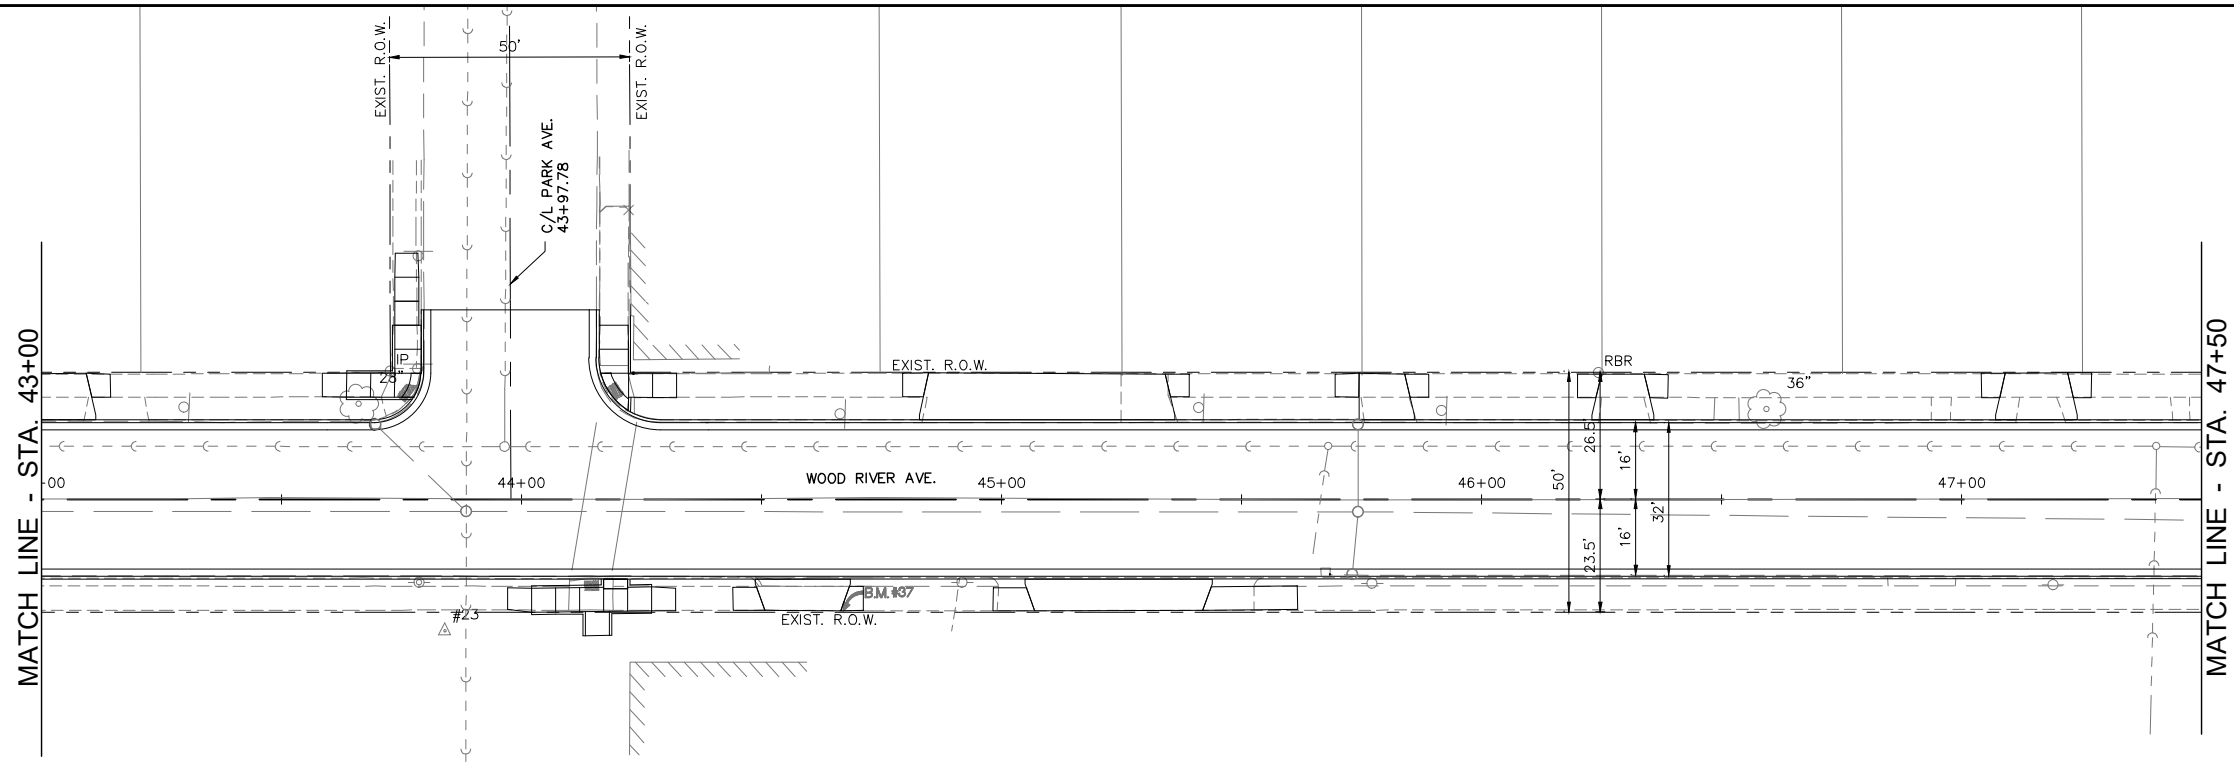 EXIST. R.O.W.
50'
EXIST. R.O.W.
C/L PARK AVE.
43+97.78
MATCH LINE - STA. 43+00
MATCH LINE - STA. 47+50
IP
28"
EXIST. R.O.W.
RBR
36"
26.5'
16'
50'
32'
23.5'
16'
00
44+00
WOOD RIVER AVE.
45+00
46+00
47+00
B.M. #37
#23
EXIST. R.O.W.